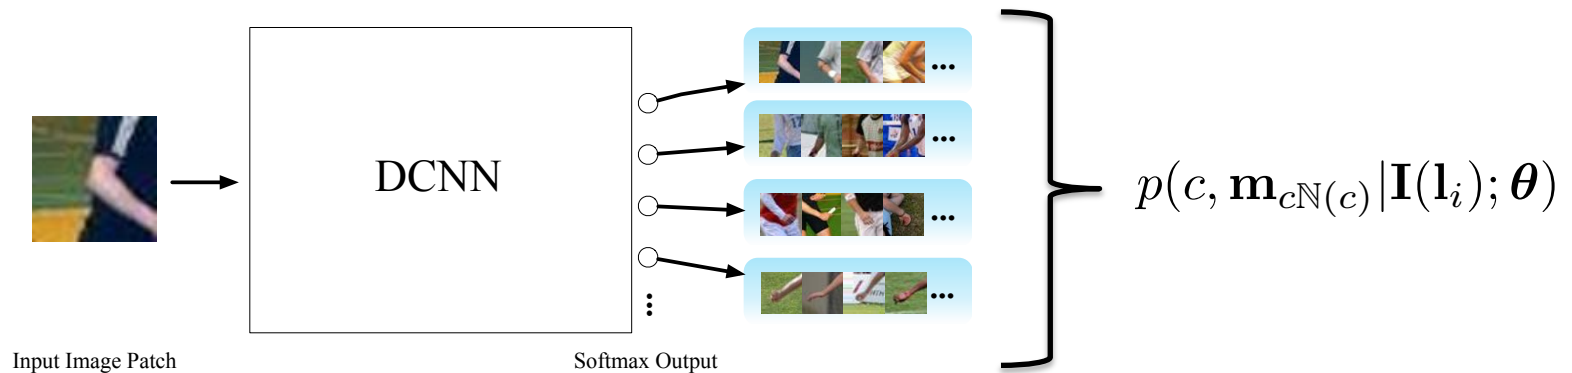 DCNN
p(c, m_{cℕ(c)}|I(l_i); θ)
Input Image Patch
Softmax Output